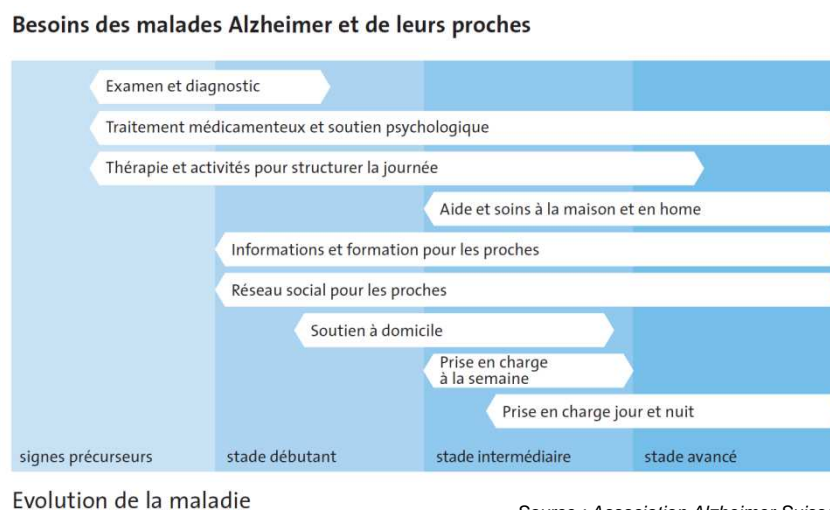 Besoins des malades Alzheimer et de leurs proches
Examen et diagnostic
Traitement médicamenteux et soutien psychologique
Thérapie et activités pour structurer la journée
Aide et soins à la maison et en home
Informations et formation pour les proches
Réseau social pour les proches
Soutien à domicile
Prise en charge
à la semaine
Prise en charge jour et nuit
signes précurseurs
stade débutant
stade intermédiaire
stade avancé
Evolution de la maladie